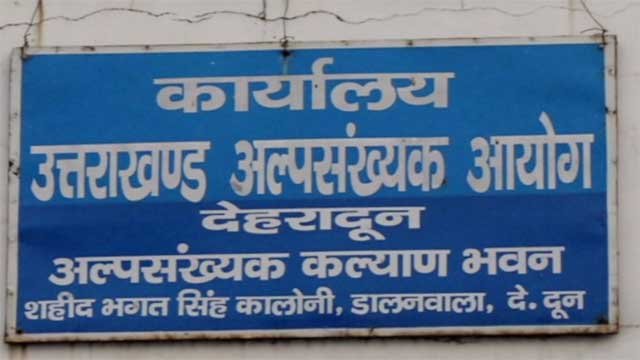 कार्यालय
उत्तराखण्ड अल्पसंख्यक आयोग
देहरादून
अल्पसंख्यक कल्याण भवन
शहीद भगत सिंह कालोनी, डालनवाला, दे. दून